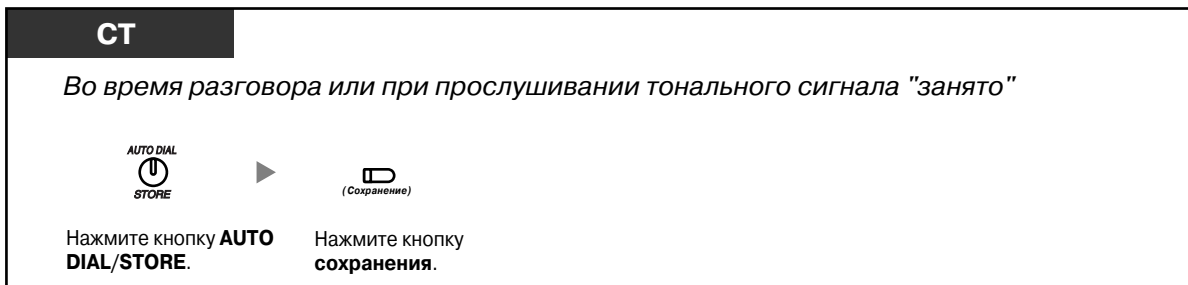 СТ
Во время разговора или при прослушивании тонального сигнала "занято"
AUTO DIAL
STORE
(Сохранение)
Нажмите кнопку AUTO
DIAL/STORE.
Нажмите кнопку
сохранения.